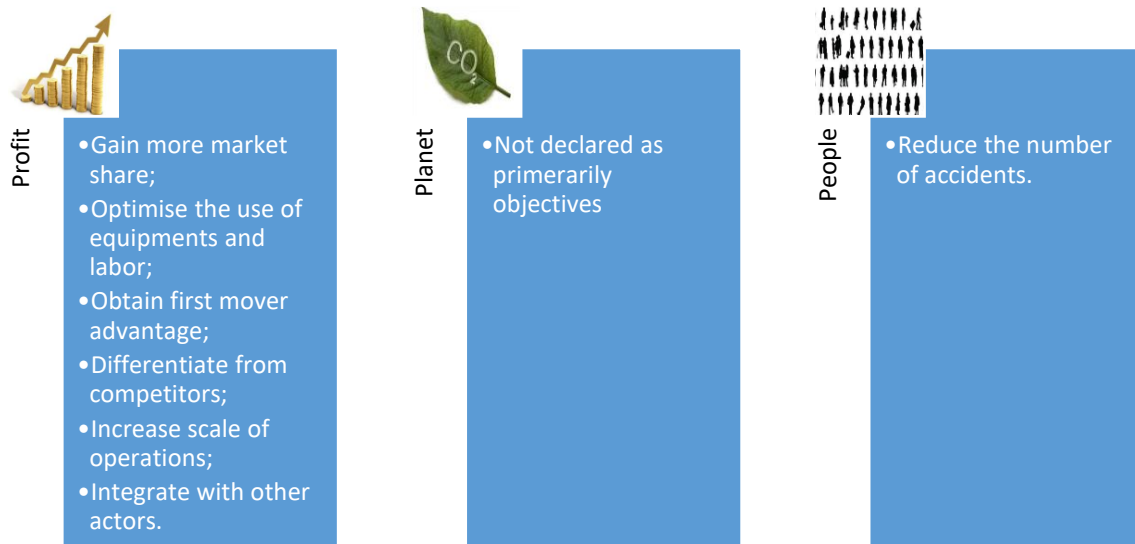 Profit
•Gain more market
share;
•Optimise the use of
equipments and
labor;
•Obtain first mover
advantage;
•Differentiate from
competitors;
•Increase scale of
operations;
•Integrate with other
actors.
CO₂
Planet
•Not declared as
primerarily
objectives
People
•Reduce the number
of accidents.